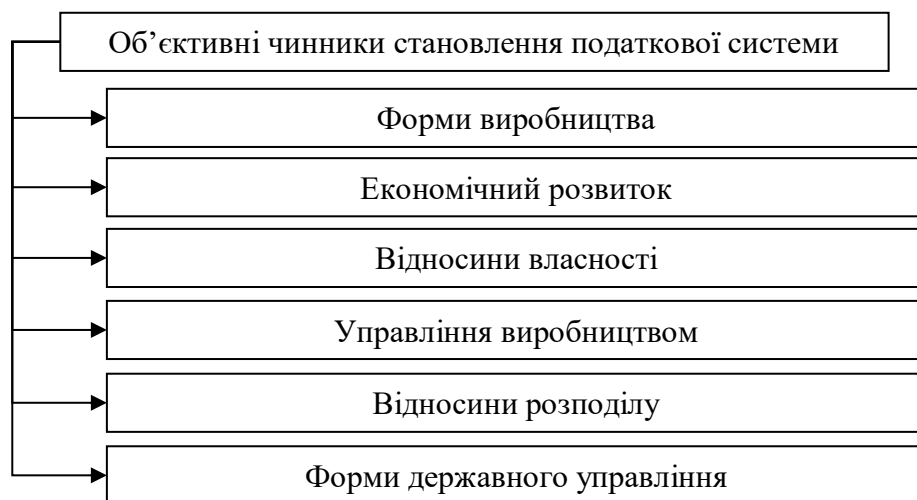 Об’єктивні чинники становлення податкової системи
Форми виробництва
Економічний розвиток
Відносини власності
Управління виробництвом
Відносини розподілу
Форми державного управління